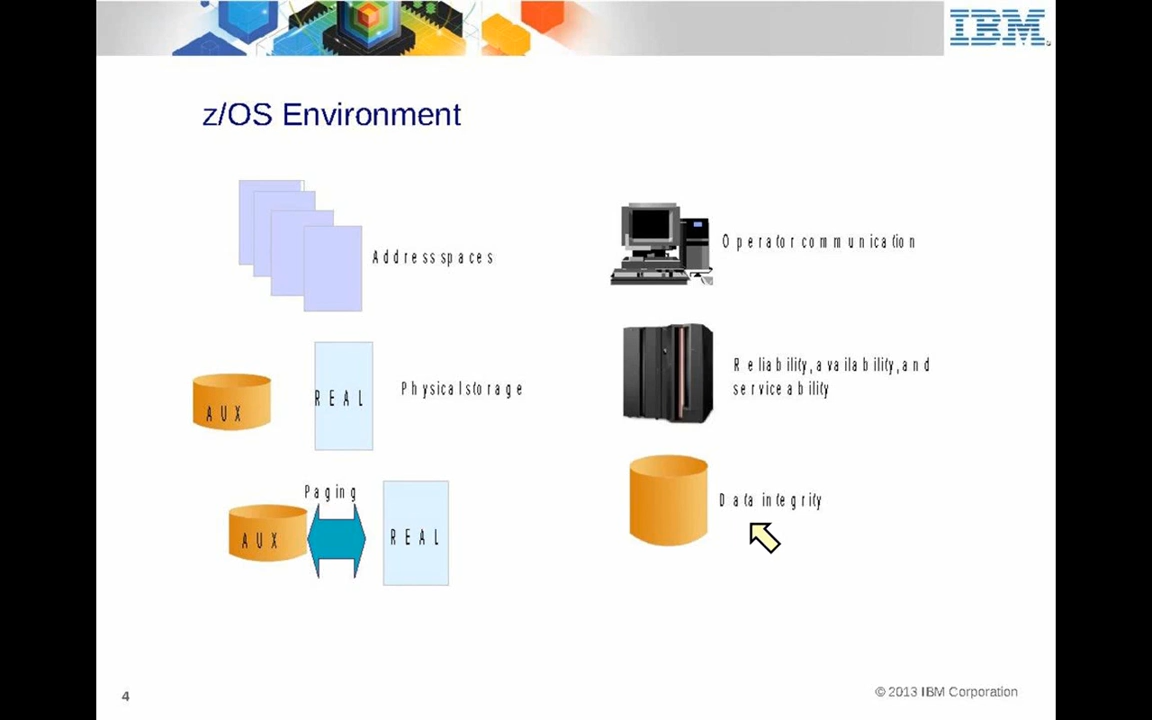 IBM
z/OS Environment
Address spaces
Operator communication
AUX
REAL
Physical storage
Reliability, availability, and
serviceability
Paging
AUX
REAL
Data integrity
4
© 2013 IBM Corporation